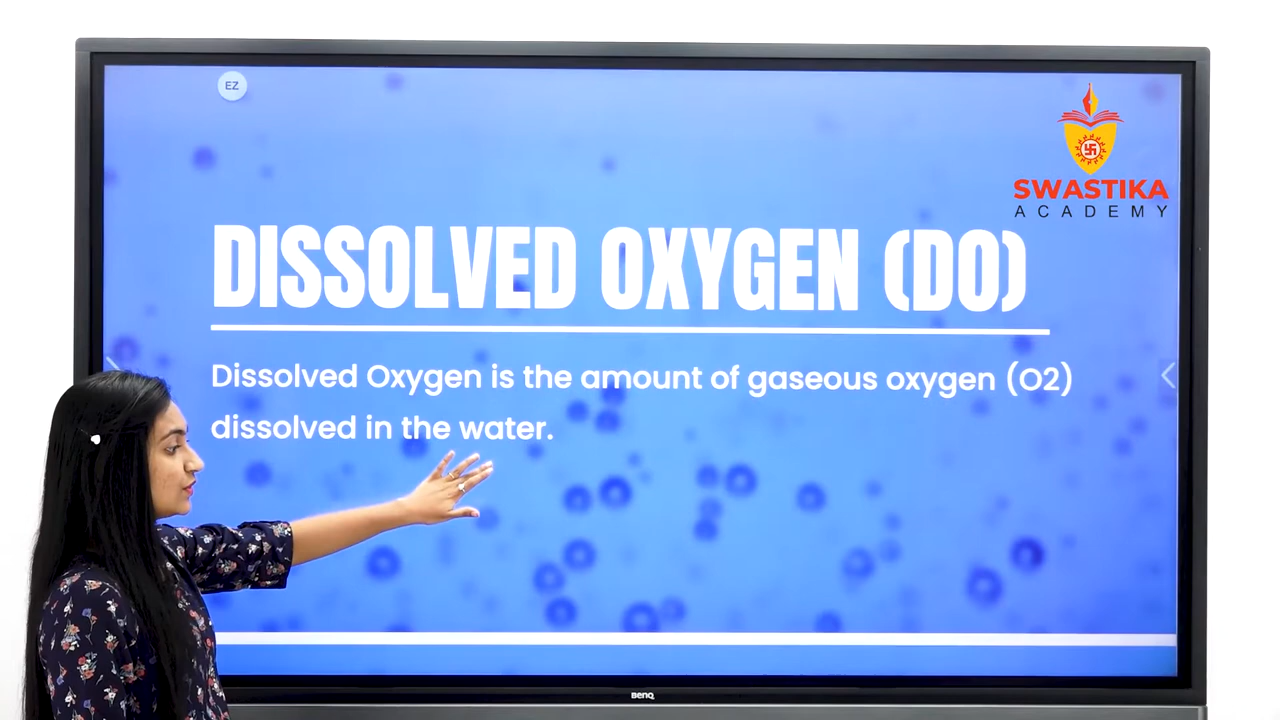 EZ
SWASTIKA
ACADEMY
DISSOLVED OXYGEN (DO)
Dissolved Oxygen is the amount of gaseous oxygen (O2)
dissolved in the water.
BenQ